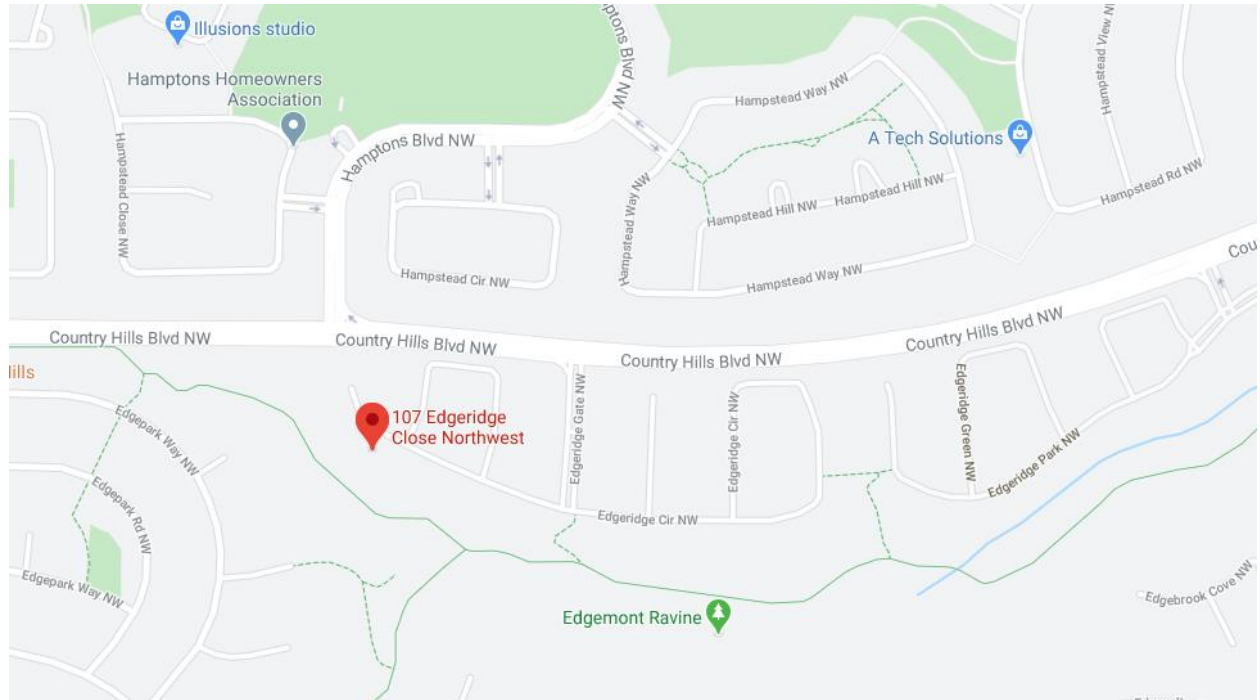 Illusions studio
Hamptons Homeowners
Association
Hamptons Blvd NW
ptons Blvd NW
Hampstead Close NW
Hampstead Cir NW
Hampstead Way NW
Hampstead Way NW
Hampstead Hill NW
Hampstead Hill NW
Hampstead Way NW
A Tech Solutions
Hampstead View NW
Hampstead Rd NW
Cou
Country Hills Blvd NW
Country Hills Blvd NW
Country Hills Blvd NW
Country Hills Blvd NW
Hills
107 Edgeridge
Close Northwest
Edgepark Way NW
Edgepark Rd NW
Edgepark Way NW
Edgeridge Gate NW
Edgeridge Cir NW
Edgeridge Cir NW
Edgeridge Green NW
Edgeridge Park NW
Edgemont Ravine
Edgebrook Cove NW